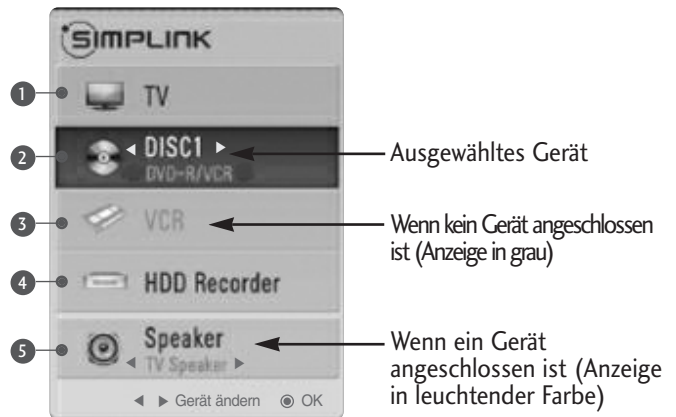 SIMPLINK
1 TV
2 ◄ DISC1 ► Ausgewähltes Gerät
DVD-R/VCR
3 VCR Wenn kein Gerät angeschlossen
ist (Anzeige in grau)
4 HDD Recorder
5 Speaker Wenn ein Gerät
◄ TV Speaker ► angeschlossen ist (Anzeige
in leuchtender Farbe)
◄ ► Gerät ändern ◉ OK